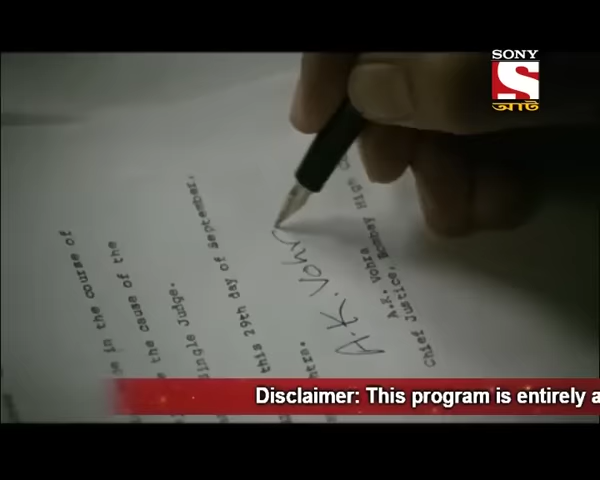 SONY
S
আট
in the course of
the cause of the
single Judge.
this 29th day of September,
A.K. Vohr
A.K. Vohra
Chief Justice, Bombay High
Disclaimer: This program is entirely a